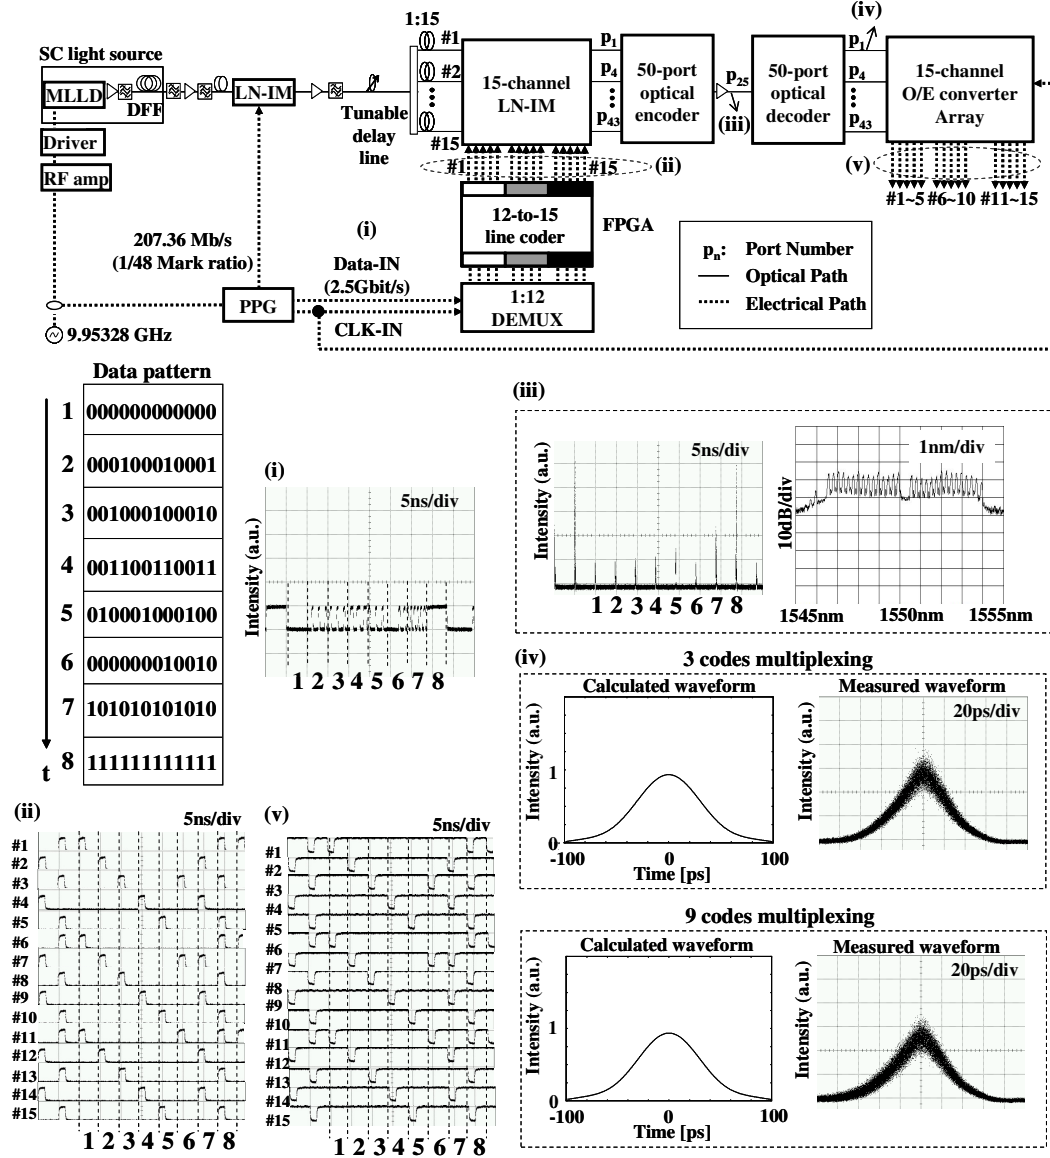 SC light source
MLLD
DFF
Driver
RF amp
LN-IM
Tunable
delay
line
1:15
#1
#2
#15
15-channel
LN-IM
p1
p4
p43
50-port
optical
encoder
p25
(iii)
50-port
optical
decoder
(iv)
p1
p4
p43
15-channel
O/E converter
Array
(v)
#1~5 #6~10 #11~15
#1 #15 (ii)
12-to-15
line coder
FPGA
207.36 Mb/s
(1/48 Mark ratio)
(i)
Data-IN
(2.5Gbit/s)
PPG
CLK-IN
1:12
DEMUX
9.95328 GHz
pn: Port Number
Optical Path
Electrical Path
Data pattern
1 000000000000
2 000100010001
3 001000100010
4 001100110011
5 010001000100
6 000000010010
7 101010101010
8 111111111111
t
(i)
5ns/div
Intensity (a.u.)
1 2 3 4 5 6 7 8
(ii)
5ns/div
#1
#2
#3
#4
#5
#6
#7
#8
#9
#10
#11
#12
#13
#14
#15
1 2 3 4 5 6 7 8
(v)
5ns/div
#1
#2
#3
#4
#5
#6
#7
#8
#9
#10
#11
#12
#13
#14
#15
1 2 3 4 5 6 7 8
(iii)
5ns/div
Intensity (a.u.)
1 2 3 4 5 6 7 8
1nm/div
10dB/div
1545nm 1550nm 1555nm
(iv)
3 codes multiplexing
Calculated waveform
Intensity (a.u.)
1
0
-100 0 100
Time [ps]
Measured waveform
20ps/div
Intensity (a.u.)
9 codes multiplexing
Calculated waveform
Intensity (a.u.)
1
0
-100 0 100
Time [ps]
Measured waveform
20ps/div
Intensity (a.u.)